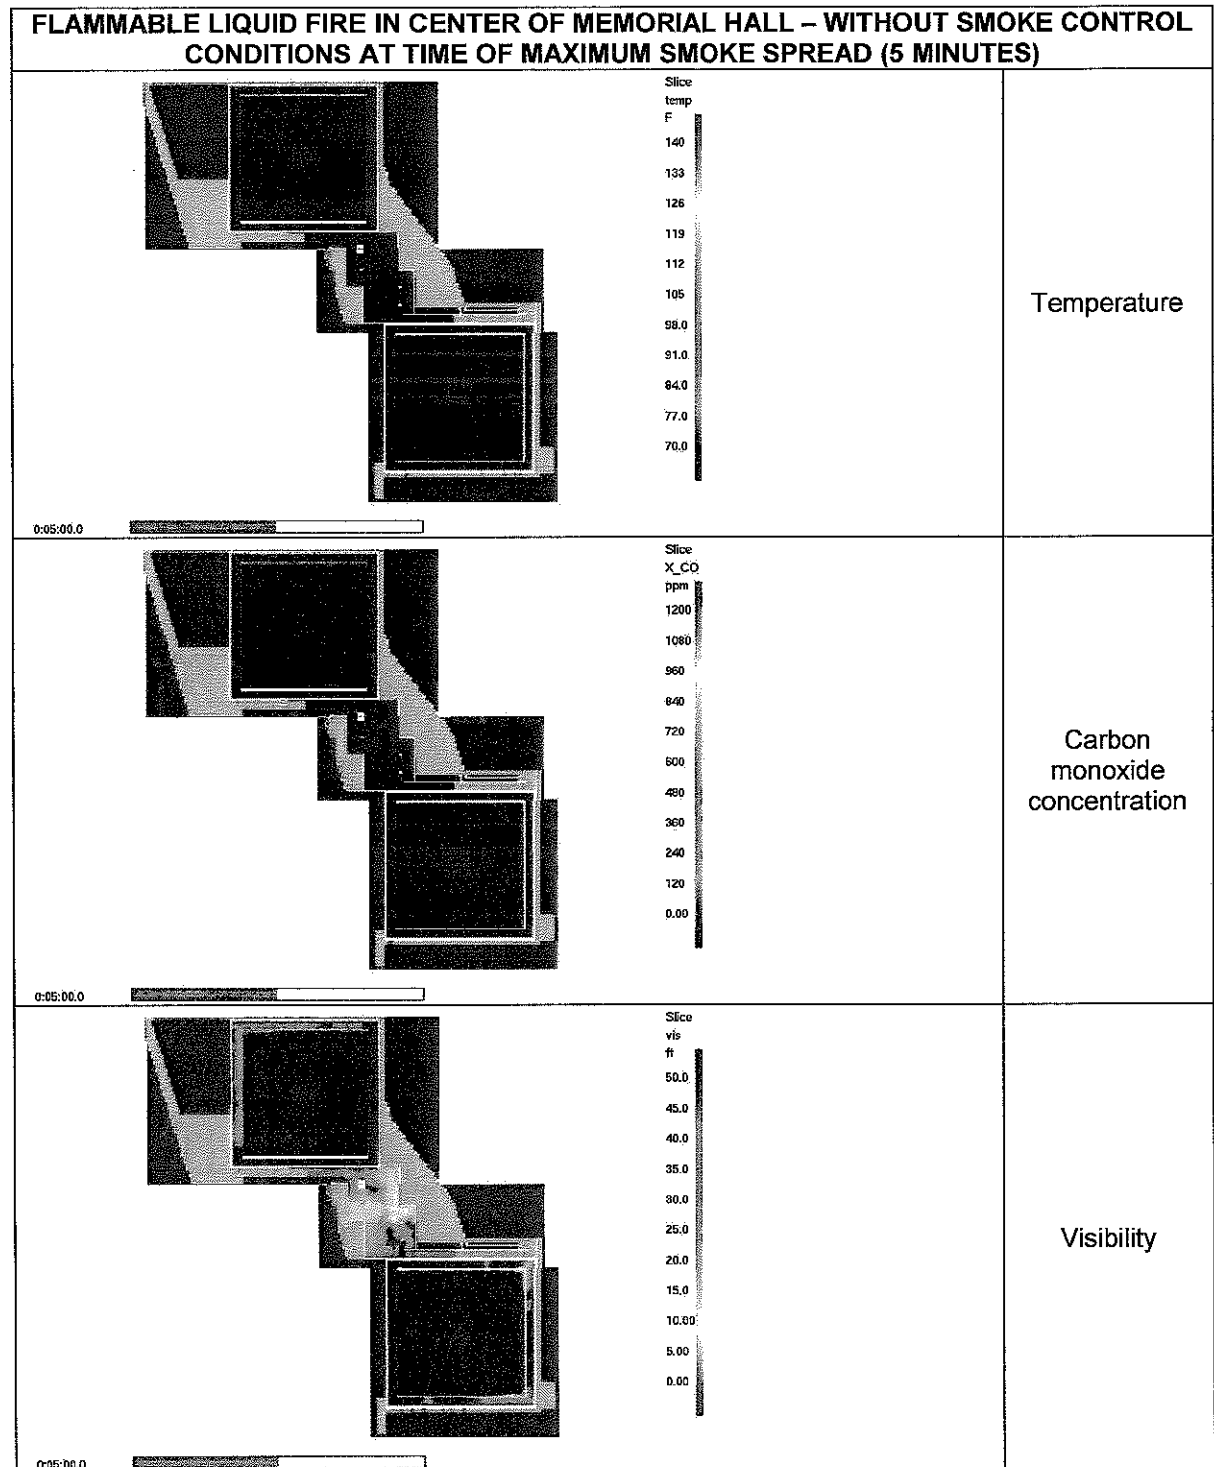 FLAMMABLE LIQUID FIRE IN CENTER OF MEMORIAL HALL – WITHOUT SMOKE CONTROL
CONDITIONS AT TIME OF MAXIMUM SMOKE SPREAD (5 MINUTES)
Slice
temp
F
140
133
126
119
112
105
98.0
91.0
84.0
77.0
70.0
0:05:00.0
Temperature
Slice
X_CO
ppm
1200
1080
960
840
720
600
480
360
240
120
0.00
0:05:00.0
Carbon
monoxide
concentration
Slice
vis
ft
50.0
45.0
40.0
35.0
30.0
25.0
20.0
15.0
10.00
5.00
0.00
0:05:00.0
Visibility